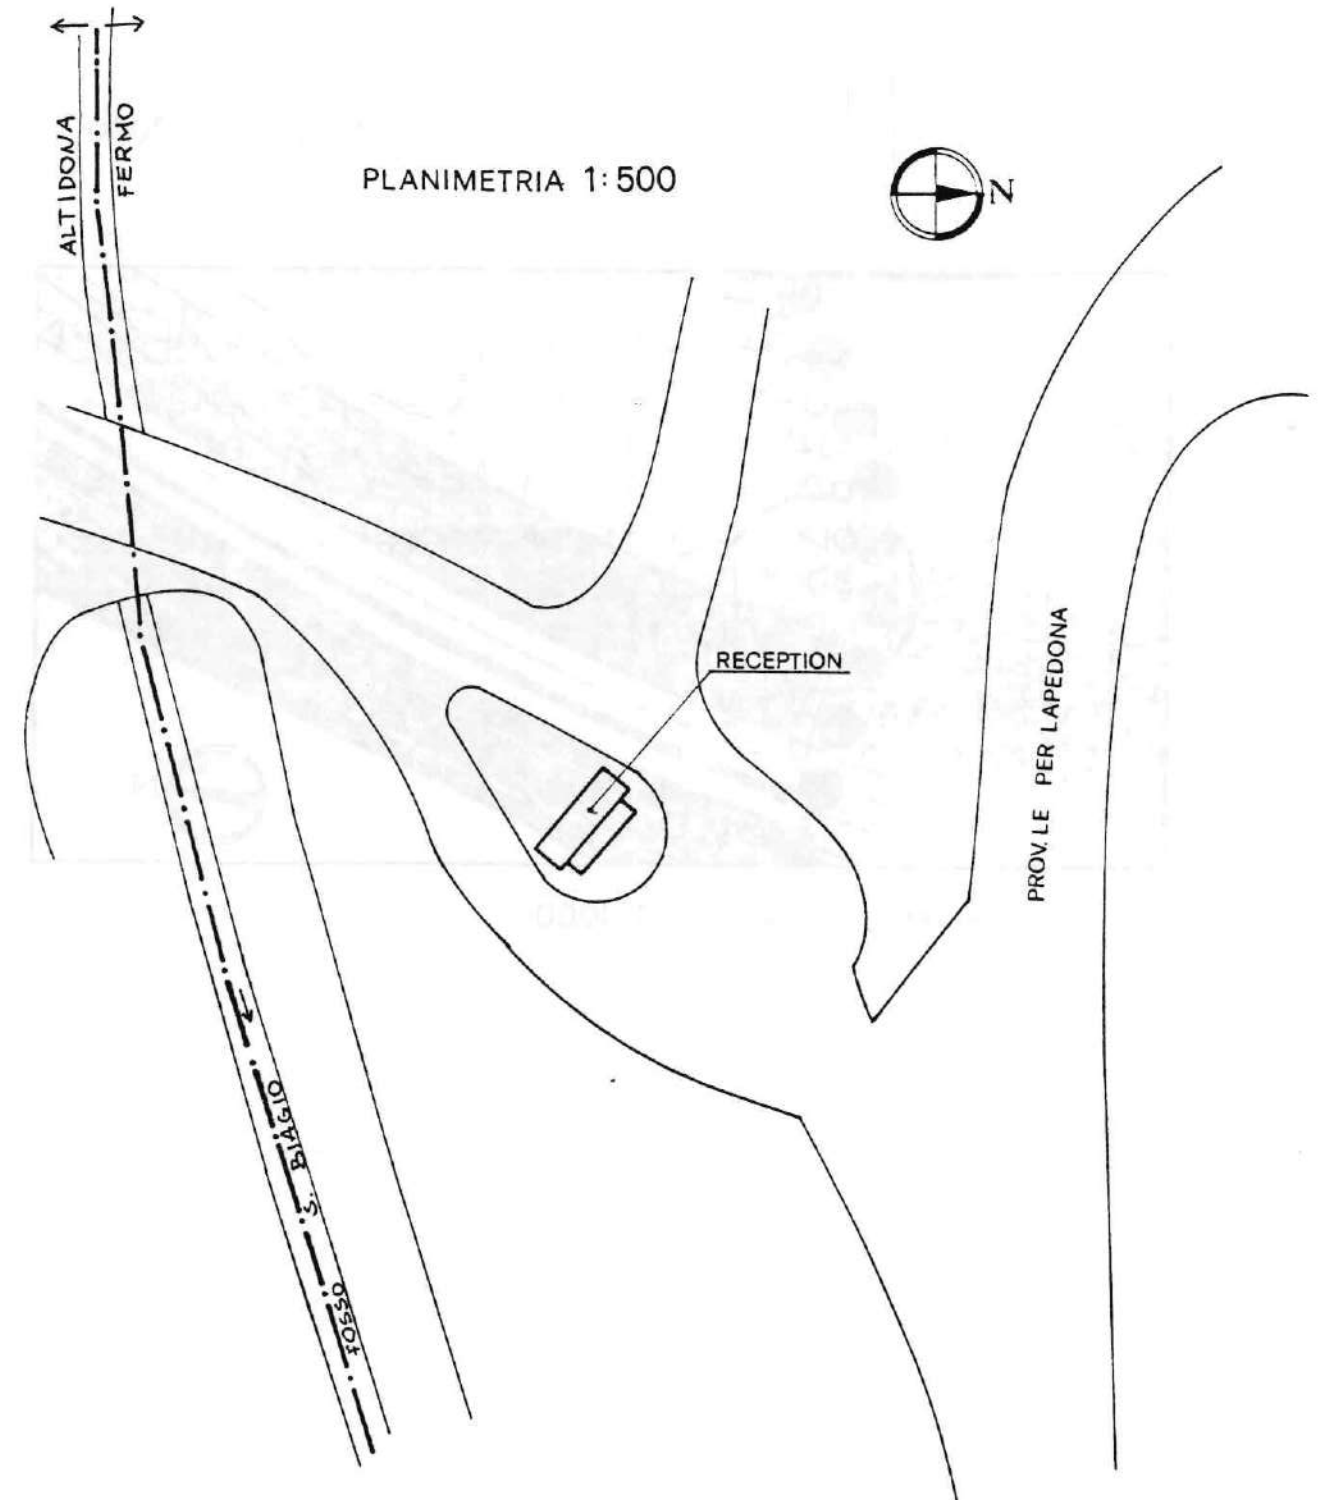 ALTIDONA
FERMO
PLANIMETRIA 1:500
N
RECEPTION
PROV.LE PER LAPEDONA
FOSSO S. BIAGIO